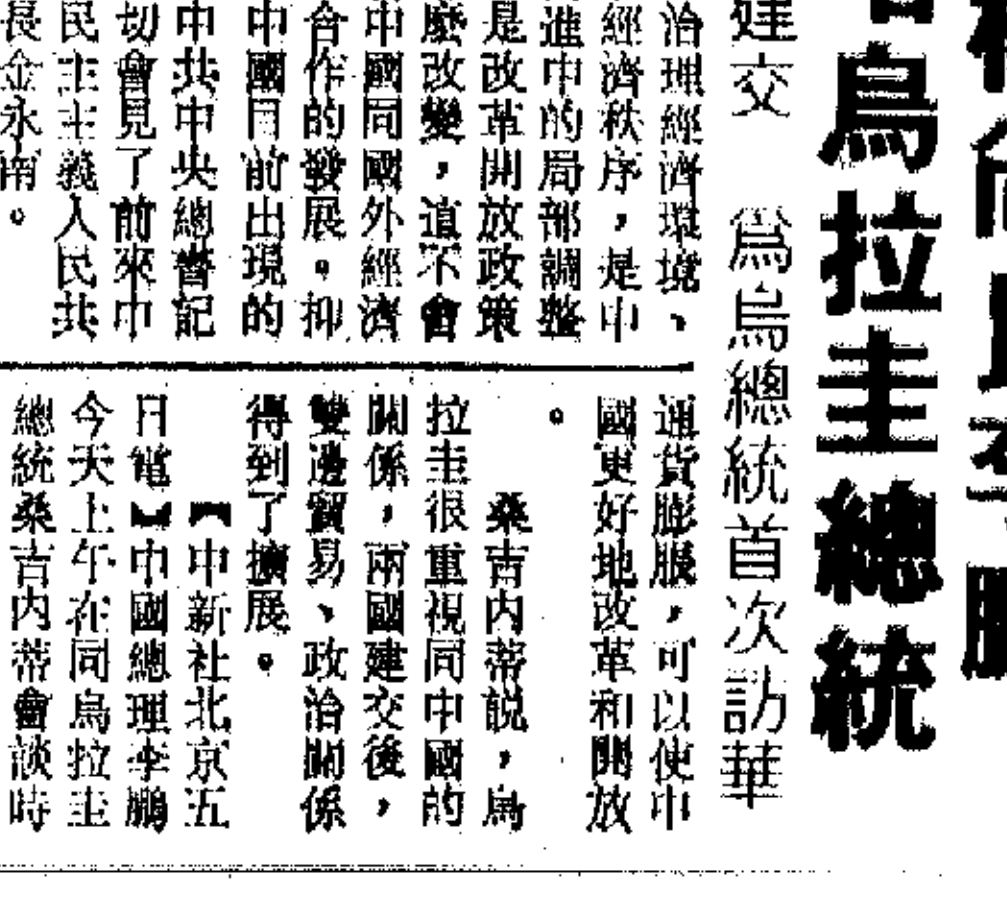 烏拉圭總統
建交 爲烏總統首次訪華
治理經濟環境、
經濟秩序，是中
進中的局部調整
是改革開放政策
麼改變，道不會
中國同國外經濟
合作的發展。抑
中國目前出現的
中共中央總書記
切會見了前來中
民主主義人民共
長金永南。
通貨膨脹，可以使中
國更好地改革和開放
。
桑吉内蒂説，烏
拉圭很重視同中國的
關係，兩國建交後，
雙邊貿易、政治關係
得到了擴展。
【中新社北京五
日電】中國總理李鵬
今天上午在同烏拉圭
總統桑吉内蒂會談時